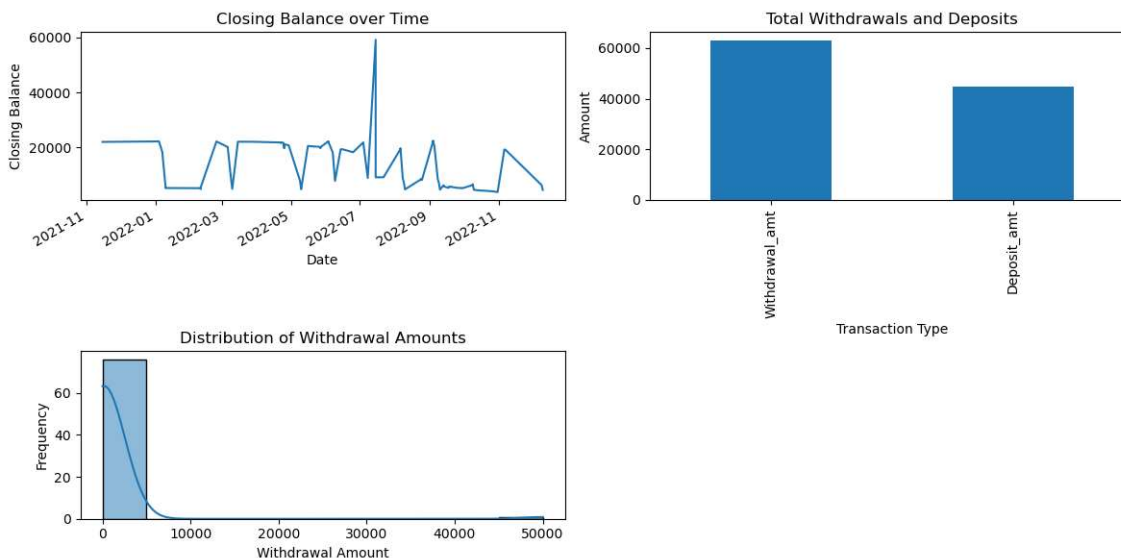 Closing Balance over Time
60000
40000
20000
Closing Balance
2021-11
2022-01
2022-03
2022-05
2022-07
2022-09
2022-11
Date
Total Withdrawals and Deposits
60000
40000
20000
0
Amount
Withdrawal_amt
Deposit_amt
Transaction Type
Distribution of Withdrawal Amounts
60
40
20
0
Frequency
0
10000
20000
30000
40000
50000
Withdrawal Amount